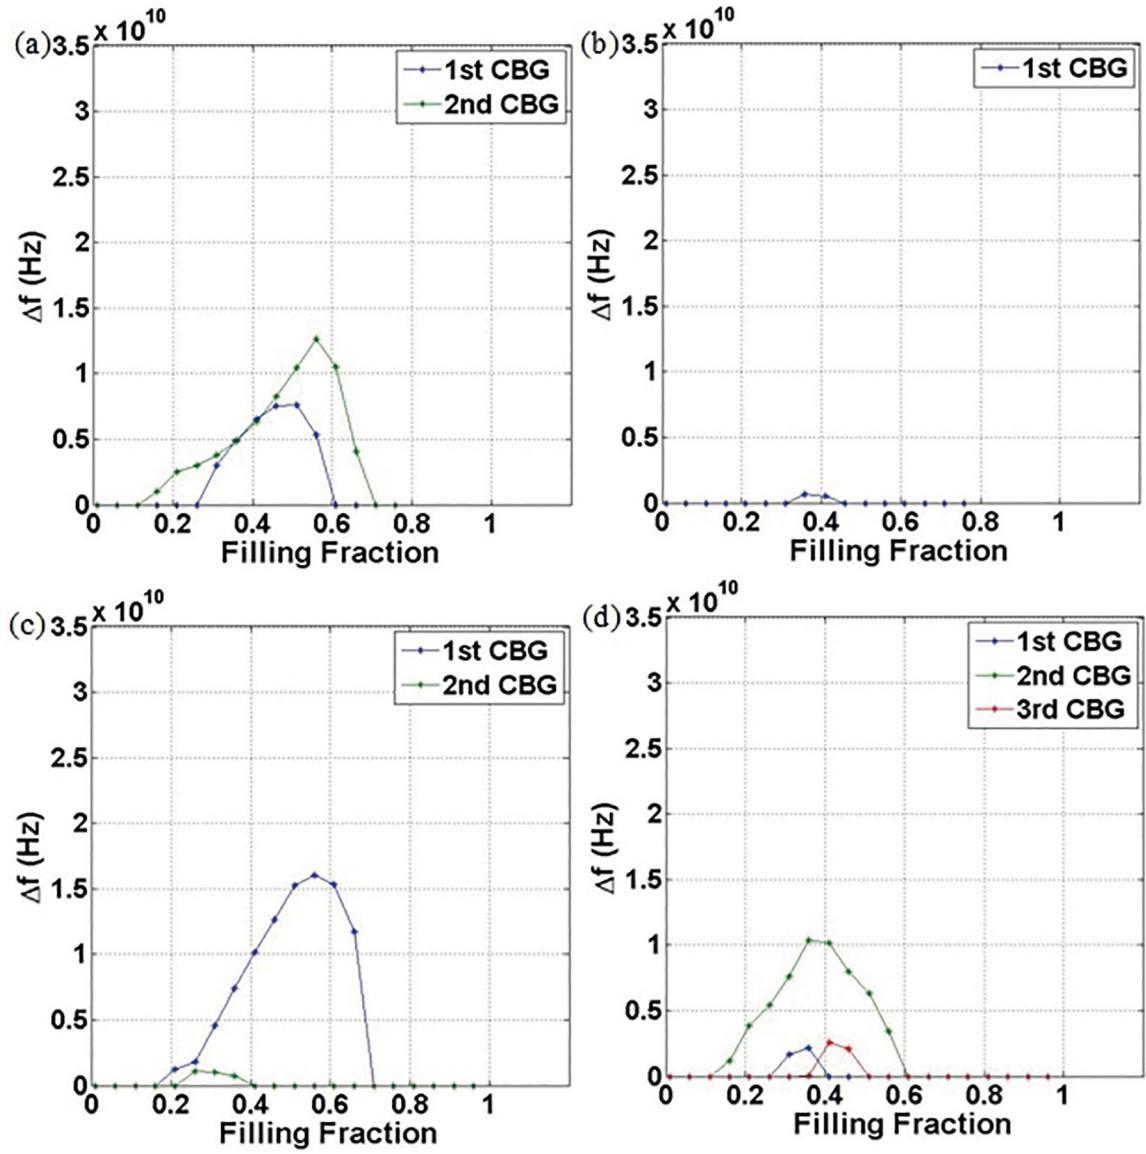 (a) 3.5 x 10^10
1st CBG
2nd CBG
3
2.5
2
1.5
1
0.5
0
Δf (Hz)
0 0.2 0.4 0.6 0.8 1
Filling Fraction
(b) 3.5 x 10^10
1st CBG
3
2.5
2
1.5
1
0.5
0
Δf (Hz)
0 0.2 0.4 0.6 0.8 1
Filling Fraction
(c) 3.5 x 10^10
1st CBG
2nd CBG
3
2.5
2
1.5
1
0.5
0
Δf (Hz)
0 0.2 0.4 0.6 0.8 1
Filling Fraction
(d) 3.5 x 10^10
1st CBG
2nd CBG
3rd CBG
3
2.5
2
1.5
1
0.5
0
Δf (Hz)
0 0.2 0.4 0.6 0.8 1
Filling Fraction